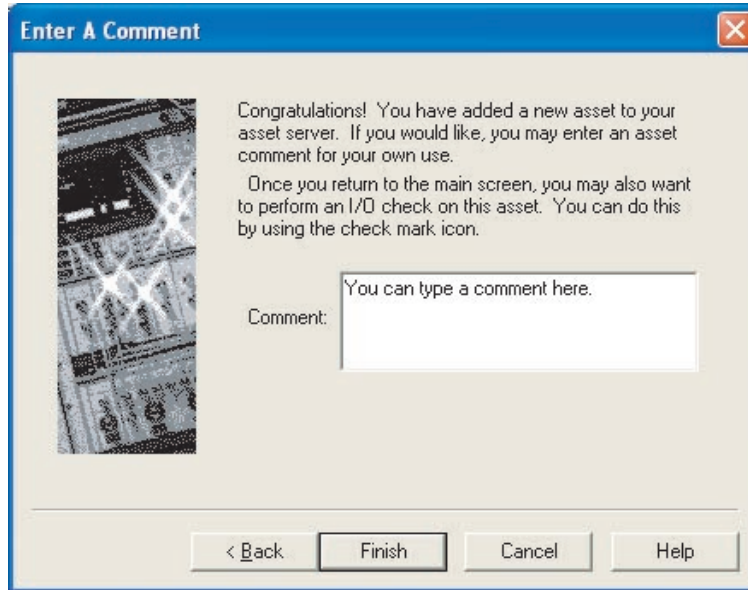 Enter A Comment
Congratulations! You have added a new asset to your
asset server. If you would like, you may enter an asset
comment for your own use.
Once you return to the main screen, you may also want
to perform an I/O check on this asset. You can do this
by using the check mark icon.
Comment:
You can type a comment here.
< Back
Finish
Cancel
Help